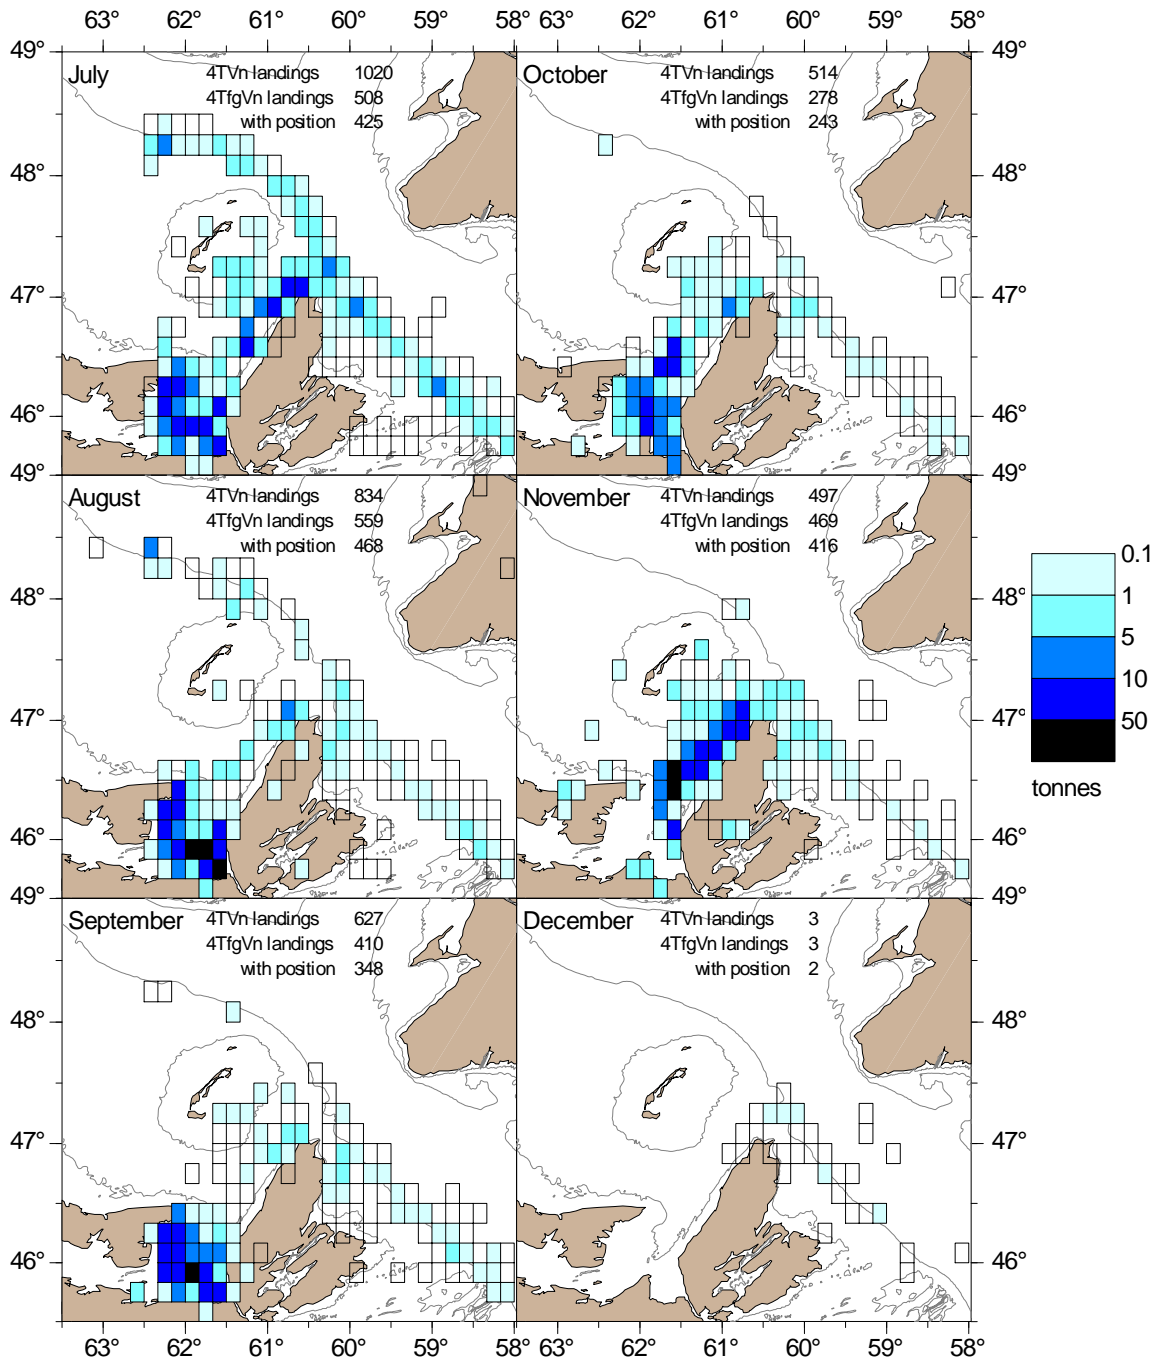 63° 62° 61° 60° 59° 58° 63° 62° 61° 60° 59° 58°
49° 49°
July 4TVn landings 1020
4TfgVn landings 508
with position 425
October 4TVn landings 514
4TfgVn landings 278
with position 243
48° 48°
47° 47°
46° 46°
49° 49°
August 4TVn landings 834
4TfgVn landings 559
with position 468
November 4TVn landings 497
4TfgVn landings 469
with position 416
48° 48°
47° 47°
46° 46°
49° 49°
September 4TVn landings 627
4TfgVn landings 410
with position 348
December 4TVn landings 3
4TfgVn landings 3
with position 2
48° 48°
47° 47°
46° 46°
63° 62° 61° 60° 59° 58° 63° 62° 61° 60° 59° 58°
0.1
1
5
10
50
tonnes